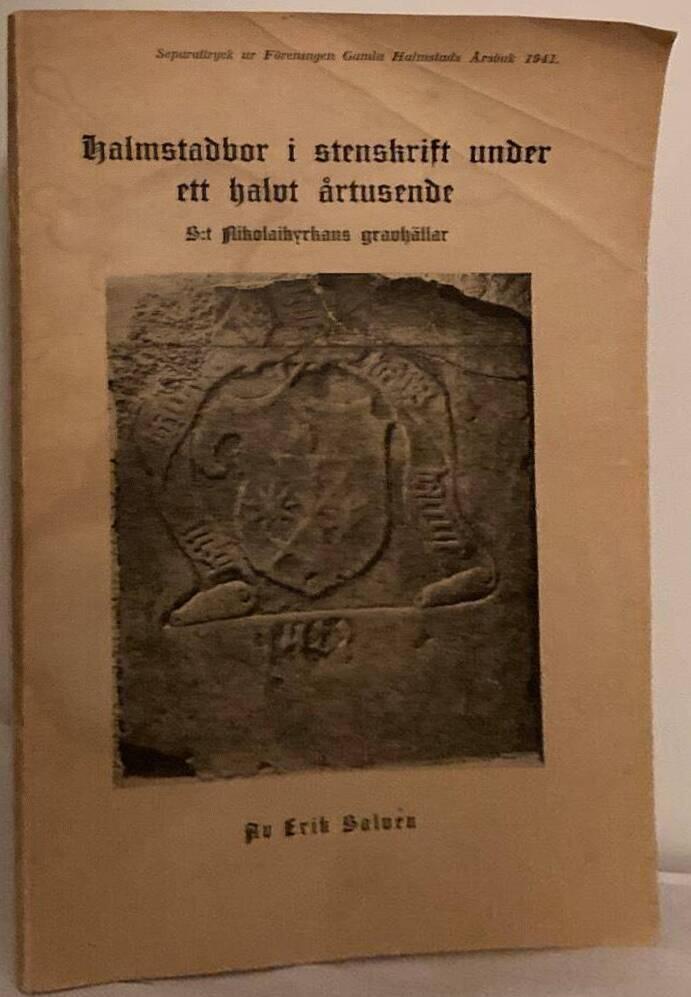 Separattryck ur Föreningen Gamla Halmstads Årsbok 1941.
Halmstadbor i stenskrift under
ett halvt årtusende
S:t Nikolaikyrkans gravhällar
Av Erik Salvén